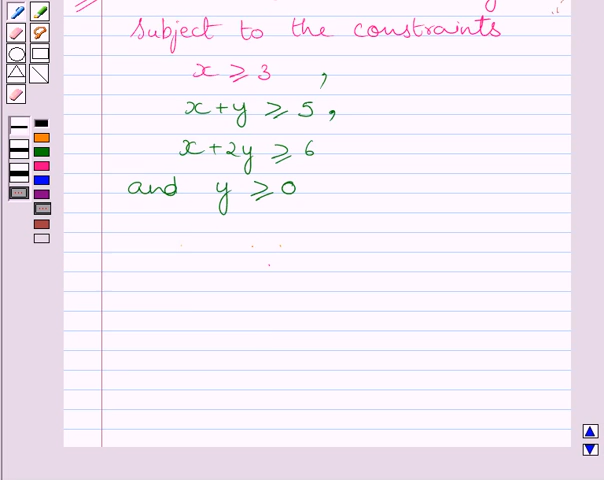 subject to the constraints
x ⩾ 3 ,
x+y ⩾ 5 ,
x+2y ⩾ 6
and y ⩾ 0